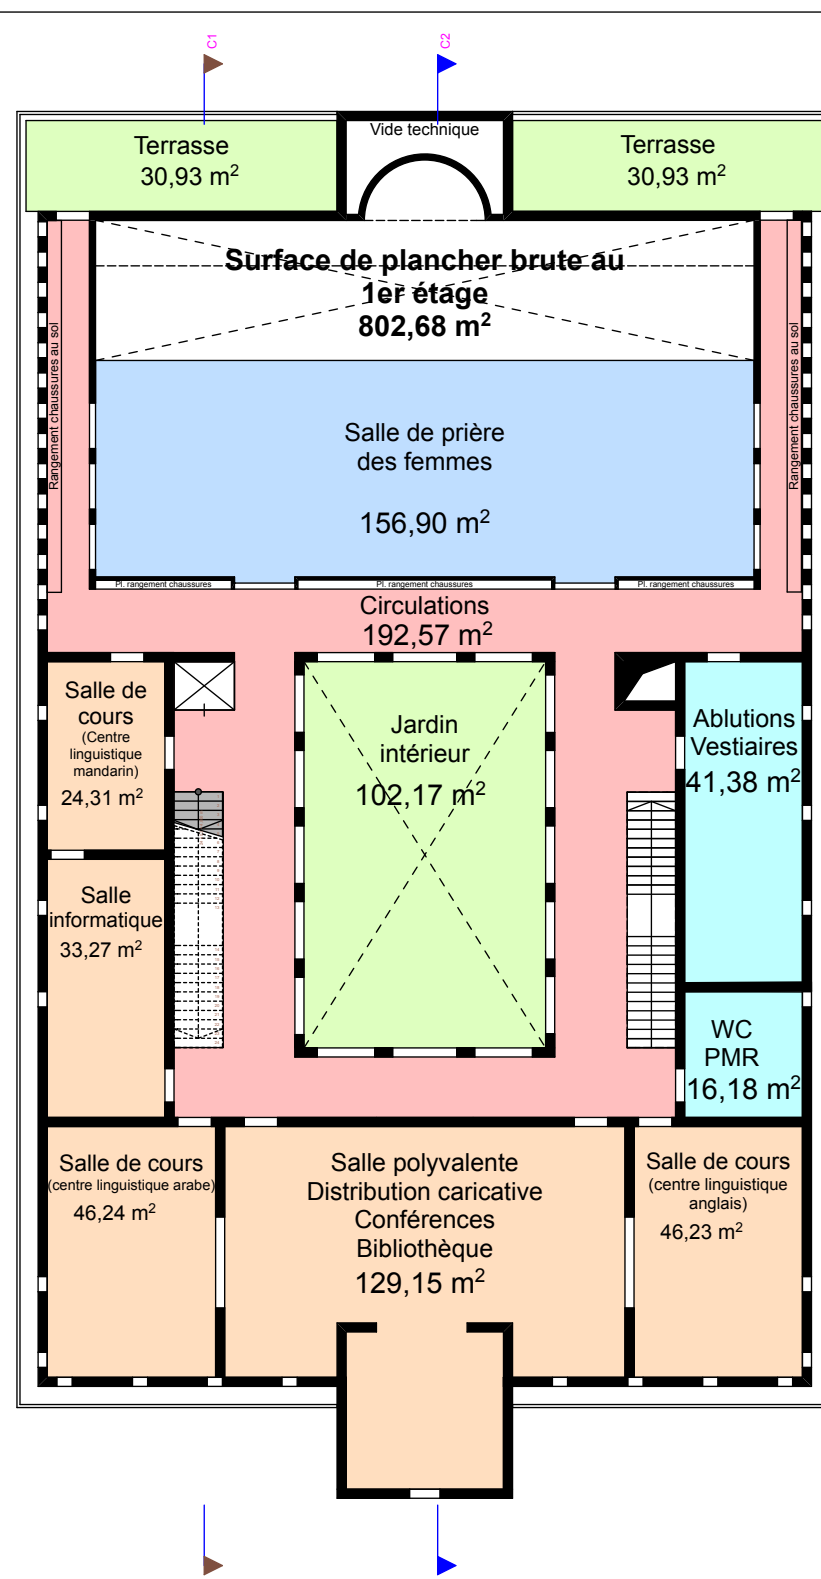 C1
C2
Vide technique
Terrasse
30,93 m²
Terrasse
30,93 m²
Surface de plancher brute au
1er étage
802,68 m²
Rangement chaussures au sol
Rangement chaussures au sol
Salle de prière
des femmes
156,90 m²
Pl. rangement chaussures
Pl. rangement chaussures
Pl. rangement chaussures
Circulations
192,57 m²
Salle de
cours
(Centre
linguistique
mandarin)
24,31 m²
Jardin
intérieur
102,17 m²
Ablutions
Vestiaires
41,38 m²
Salle
informatique
33,27 m²
WC
PMR
16,18 m²
Salle de cours
(centre linguistique arabe)
46,24 m²
Salle polyvalente
Distribution caricative
Conférences
Bibliothèque
129,15 m²
Salle de cours
(centre linguistique
anglais)
46,23 m²